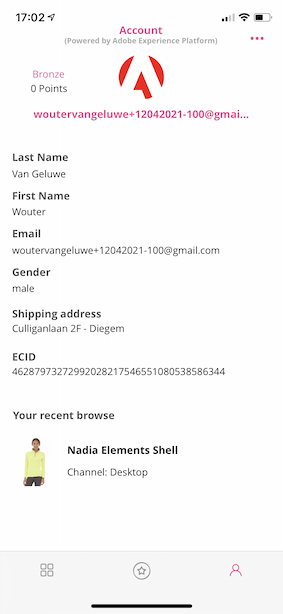 17:02
Account
(Powered by Adobe Experience Platform)
Bronze
0 Points
woutervangeluwe+12042021-100@gmai...
Last Name
Van Geluwe
First Name
Wouter
Email
woutervangeluwe+12042021-100@gmail.com
Gender
male
Shipping address
Culliganlaan 2F - Diegem
ECID
46287973272992028217546551080538586344
Your recent browse
Nadia Elements Shell
Channel: Desktop